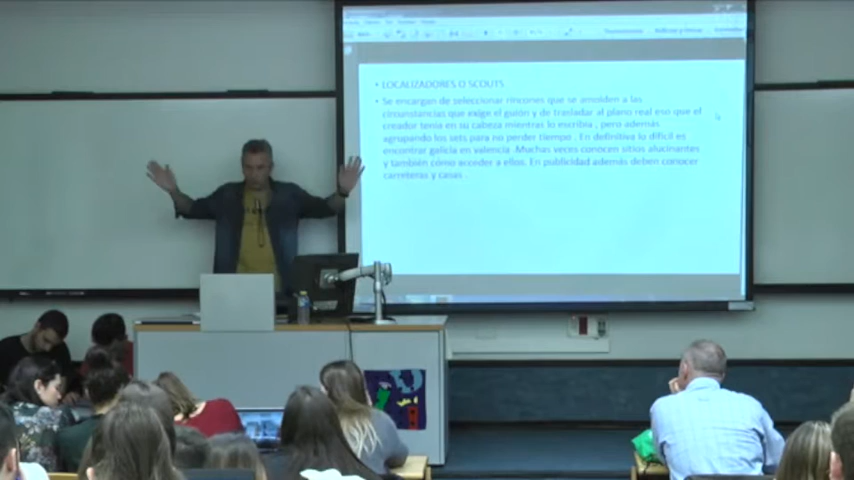 • LOCALIZADORES O SCOUTS
• Se encargan de seleccionar rincones que se amolden a las
circunstancias que exige el guión y de trasladar al plano real eso que el
creador tenía en su cabeza mientras lo escribía , pero además
agrupando los sets para no perder tiempo . En definitiva lo difícil es
encontrar galicia en valencia. Muchas veces conocen sitios alucinantes
y también cómo acceder a ellos. En publicidad además deben conocer
carreteras y casas .